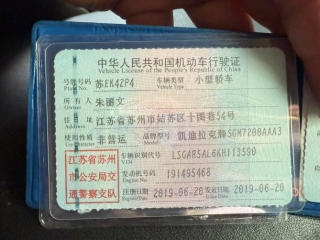 中华人民共和国机动车行驶证
Vehicle License of the People's Republic of China
号牌号码 苏EK4ZP4 车辆类型 小型轿车
Plate No. Vehicle Type
所有人 朱丽文
Owner
住址 江苏省苏州市姑苏区十图巷54号
Address
使用性质 非营运 品牌型号 凯迪拉克牌SGM7200AAA3
Use Character Model
江苏省苏州 车辆识别代号 LSGAR5AL6KH113590
VIN
市公安局交 发动机号码 191495468
Engine No.
通警察支队 注册日期 2019-06-20 发证日期 2019-06-20
Register Date Issue Date